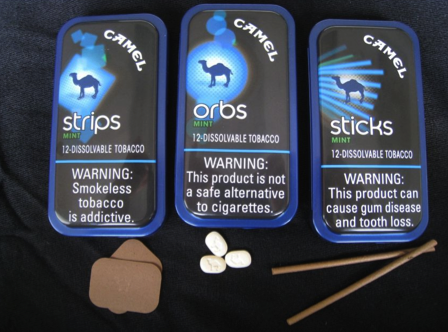 CAMEL
strips
MINT
12-DISSOLVABLE TOBACCO
WARNING:
Smokeless
tobacco
is addictive.
CAMEL
orbs
MINT
12-DISSOLVABLE TOBACCO
WARNING:
This product is not
a safe alternative
to cigarettes.
CAMEL
sticks
MINT
12-DISSOLVABLE TOBACCO
WARNING:
This product can
cause gum disease
and tooth loss.